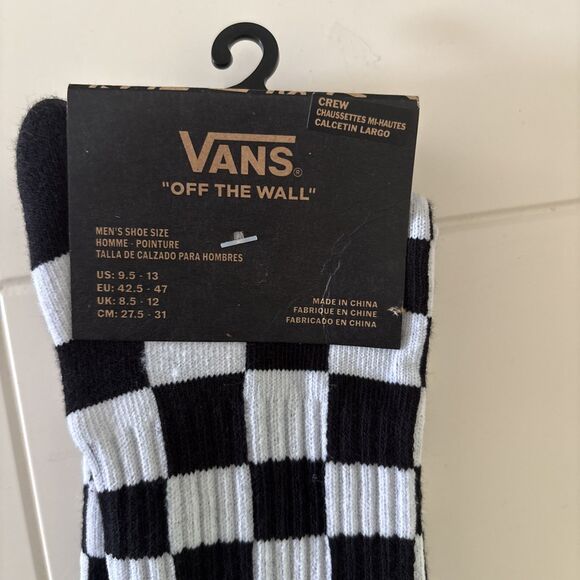 CREW
CHAUSSETTES MI-HAUTES
CALCETIN LARGO
VANS®
"OFF THE WALL"
MEN'S SHOE SIZE
HOMME - POINTURE
TALLA DE CALZADO PARA HOMBRES
US: 9.5 - 13
EU: 42.5 - 47
UK: 8.5 - 12
CM: 27.5 - 31
MADE IN CHINA
FABRIQUE EN CHINE
FABRICADO EN CHINA